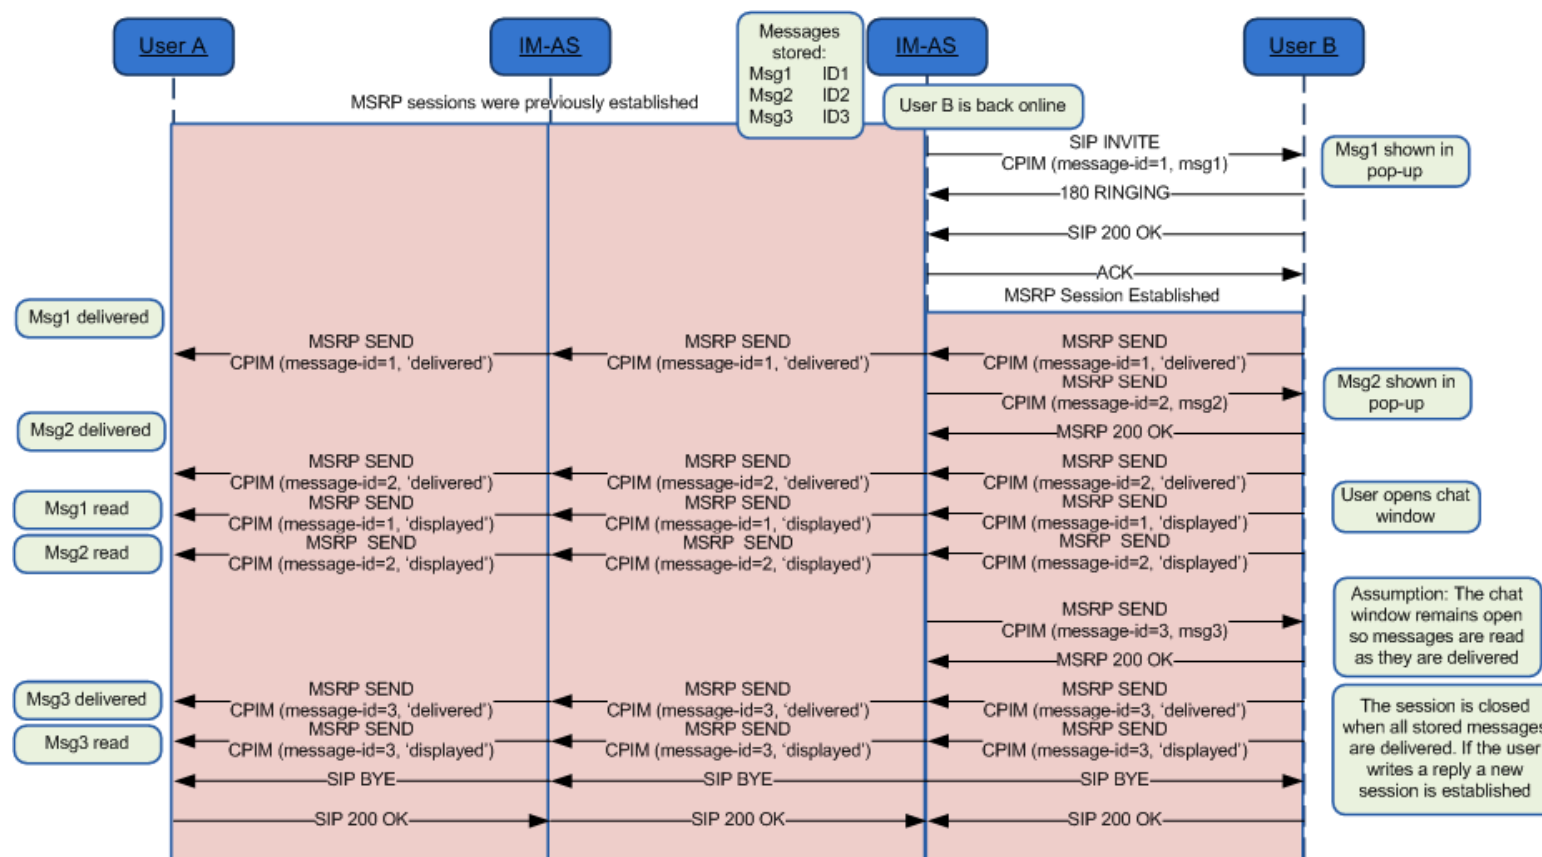 User A
IM-AS
Messages
stored:
Msg1 ID1
Msg2 ID2
Msg3 ID3
IM-AS
User B
MSRP sessions were previously established
User B is back online
SIP INVITE
CPIM (message-id=1, msg1)
Msg1 shown in
pop-up
180 RINGING
SIP 200 OK
ACK
MSRP Session Established
Msg1 delivered
MSRP SEND
CPIM (message-id=1, ‘delivered’)
MSRP SEND
CPIM (message-id=1, ‘delivered’)
MSRP SEND
CPIM (message-id=1, ‘delivered’)
MSRP SEND
CPIM (message-id=2, msg2)
Msg2 shown in
pop-up
Msg2 delivered
MSRP 200 OK
MSRP SEND
CPIM (message-id=2, ‘delivered’)
MSRP SEND
CPIM (message-id=2, ‘delivered’)
MSRP SEND
CPIM (message-id=2, ‘delivered’)
Msg1 read
MSRP SEND
CPIM (message-id=1, ‘displayed’)
MSRP SEND
CPIM (message-id=1, ‘displayed’)
MSRP SEND
CPIM (message-id=1, ‘displayed’)
User opens chat
window
Msg2 read
MSRP SEND
CPIM (message-id=2, ‘displayed’)
MSRP SEND
CPIM (message-id=2, ‘displayed’)
MSRP SEND
CPIM (message-id=2, ‘displayed’)
MSRP SEND
CPIM (message-id=3, msg3)
Assumption: The chat
window remains open
so messages are read
as they are delivered
MSRP 200 OK
Msg3 delivered
MSRP SEND
CPIM (message-id=3, ‘delivered’)
MSRP SEND
CPIM (message-id=3, ‘delivered’)
MSRP SEND
CPIM (message-id=3, ‘delivered’)
Msg3 read
MSRP SEND
CPIM (message-id=3, ‘displayed’)
MSRP SEND
CPIM (message-id=3, ‘displayed’)
MSRP SEND
CPIM (message-id=3, ‘displayed’)
The session is closed
when all stored messages
are delivered. If the user
writes a reply a new
session is established
SIP BYE
SIP BYE
SIP BYE
SIP 200 OK
SIP 200 OK
SIP 200 OK